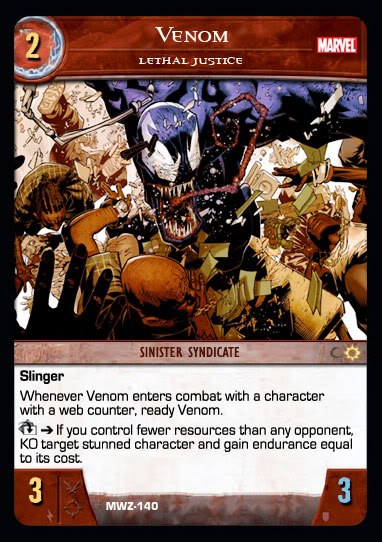 2
Venom
LETHAL JUSTICE
MARVEL
SINISTER SYNDICATE
Slinger
Whenever Venom enters combat with a character
with a web counter, ready Venom.
➔ If you control fewer resources than any opponent,
KO target stunned character and gain endurance equal
to its cost.
3
MWZ-140
3